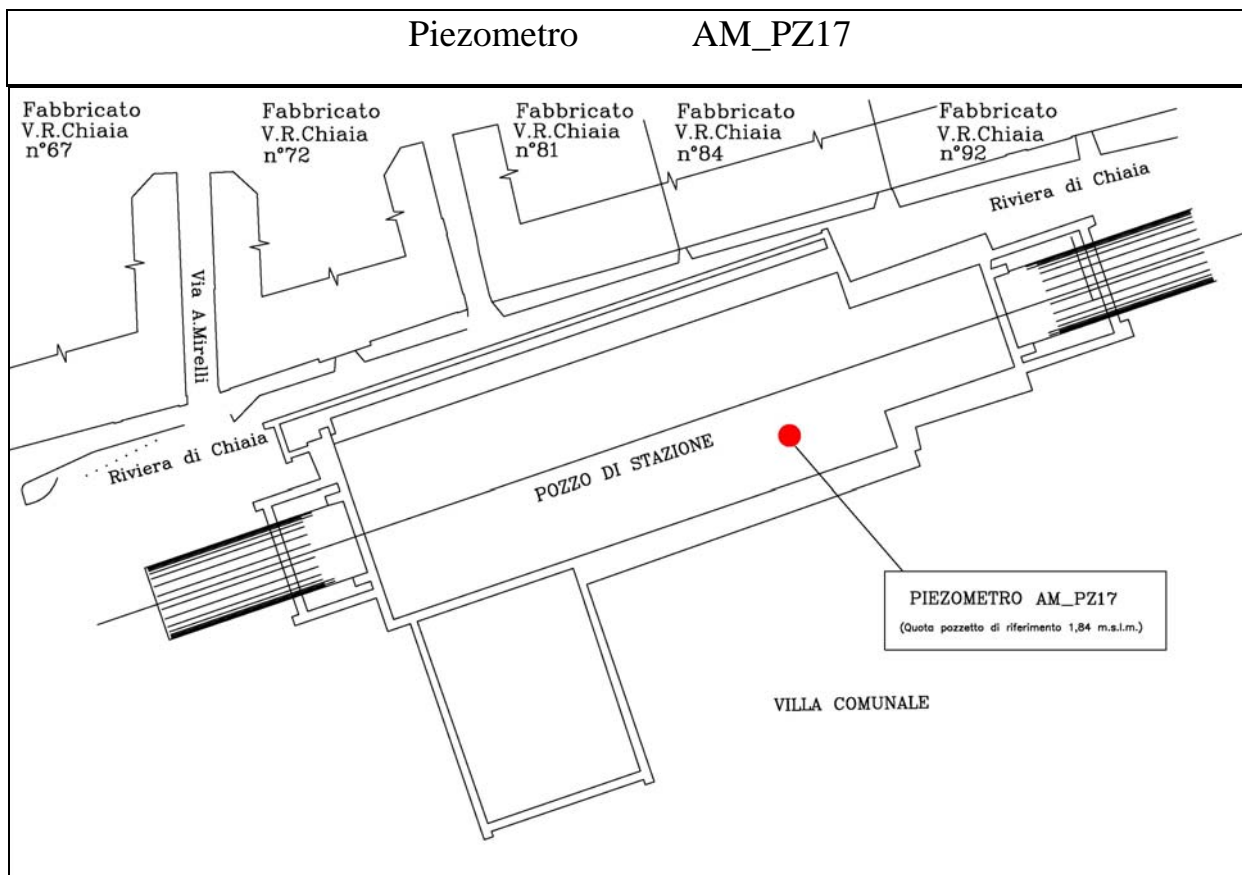 Piezometro AM_PZ17
Fabbricato
V.R.Chiaia
n°67
Fabbricato
V.R.Chiaia
n°72
Fabbricato
V.R.Chiaia
n°81
Fabbricato
V.R.Chiaia
n°84
Fabbricato
V.R.Chiaia
n°92
Riviera di Chiaia
Via A.Mirelli
Riviera di Chiaia
POZZO DI STAZIONE
PIEZOMETRO AM_PZ17
(Quota pozzetto di riferimento 1,84 m.s.l.m.)
VILLA COMUNALE